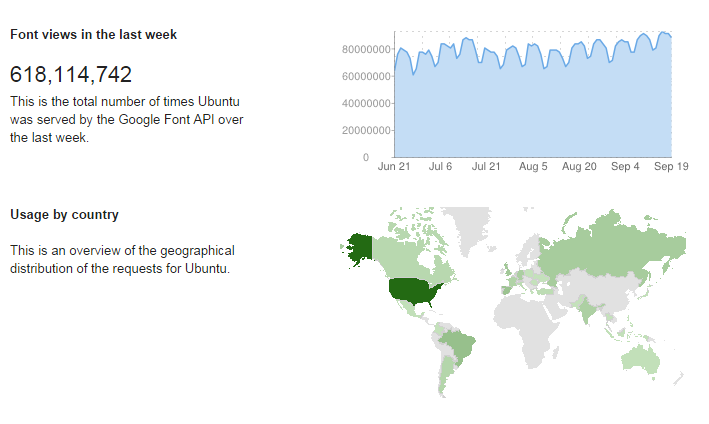 Font views in the last week
618,114,742
This is the total number of times Ubuntu
was served by the Google Font API over
the last week.
80000000
60000000
40000000
20000000
0
Jun 21 Jul 6 Jul 21 Aug 5 Aug 20 Sep 4 Sep 19
Usage by country
This is an overview of the geographical
distribution of the requests for Ubuntu.